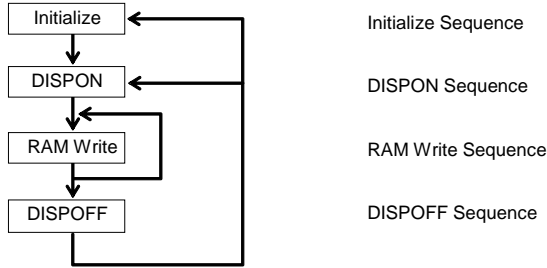 Initialize Initialize Sequence
DISPON DISPON Sequence
RAM Write RAM Write Sequence
DISPOFF DISPOFF Sequence